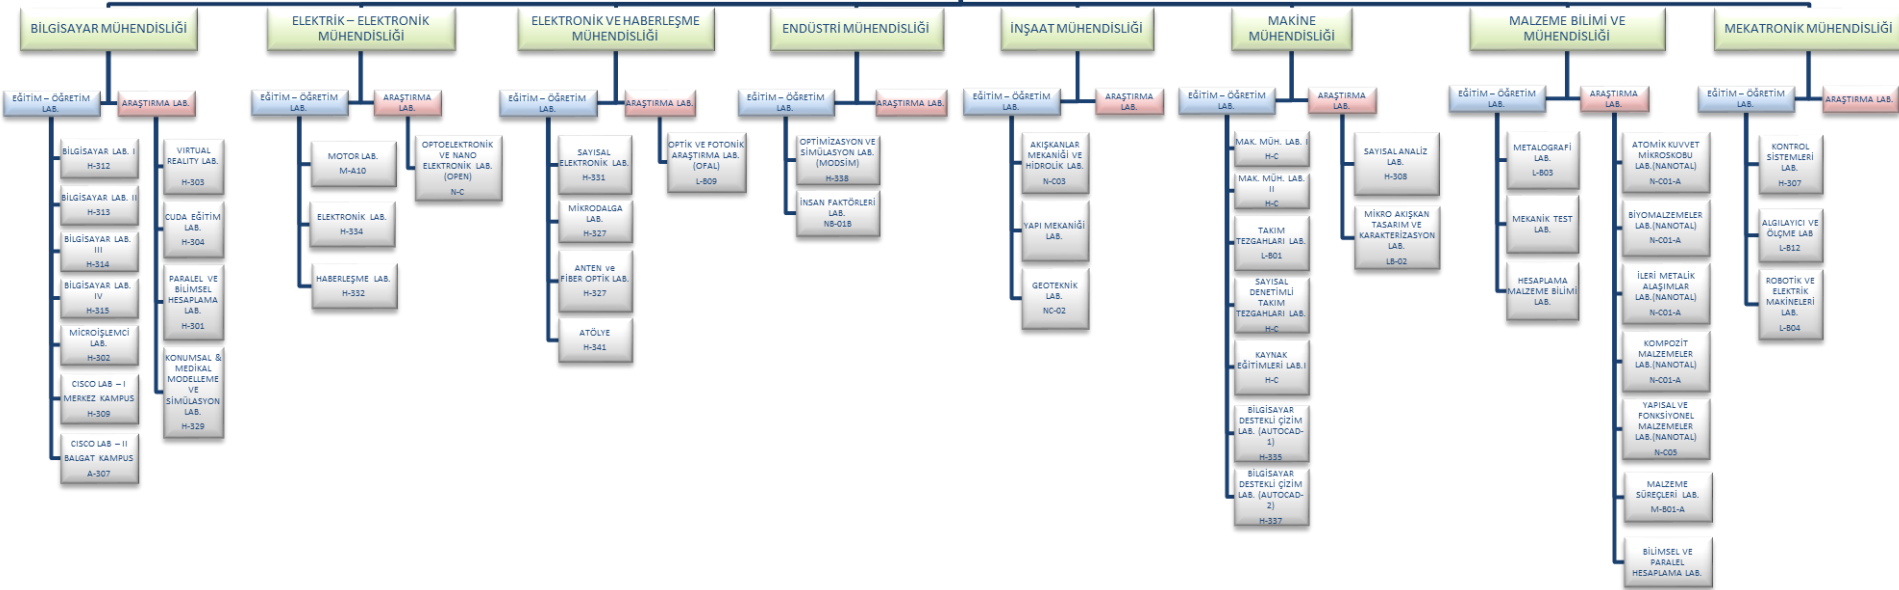 BİLGİSAYAR MÜHENDİSLİĞİ
EĞİTİM – ÖĞRETİM
LAB.
ARAŞTIRMA LAB.
BİLGİSAYAR LAB. I
H-312
BİLGİSAYAR LAB. II
H-313
BİLGİSAYAR LAB.
III
H-314
BİLGİSAYAR LAB.
IV
H-315
MİCROİŞLEMCİ
LAB.
H-302
CISCO LAB – I
MERKEZ KAMPUS
H-309
CISCO LAB – II
BALGAT KAMPUS
A-307
VIRTUAL
REALITY LAB.
H-303
CUDA EĞİTİM
LAB.
H-304
PARALEL VE
BİLİMSEL
HESAPLAMA
LAB.
H-301
KONUMSAL &
MEDİKAL
MODELLEME
VE
SİMÜLASYON
LAB.
H-329
ELEKTRİK – ELEKTRONİK
MÜHENDİSLİĞİ
EĞİTİM – ÖĞRETİM
LAB.
ARAŞTIRMA
LAB.
MOTOR LAB.
M-A10
ELEKTRONİK LAB.
H-334
HABERLEŞME LAB.
H-332
OPTOELEKTRONİK
VE NANO
ELEKTRONİK LAB.
(OPEN)
N-C
ELEKTRONİK VE HABERLEŞME
MÜHENDİSLİĞİ
EĞİTİM – ÖĞRETİM
LAB.
ARAŞTIRMA LAB.
SAYISAL
ELEKTRONİK LAB.
H-331
MİKRODALGA
LAB.
H-327
ANTEN ve
FİBER OPTİK LAB.
H-327
ATÖLYE
H-341
OPTİK VE FOTONİK
ARAŞTIRMA LAB.
(OFAL)
L-B09
ENDÜSTRİ MÜHENDİSLİĞİ
EĞİTİM – ÖĞRETİM
LAB.
ARAŞTIRMA LAB.
OPTİMİZASYON VE
SİMÜLASYON LAB.
(MODSİM)
H-338
İNSAN FAKTÖRLERİ
LAB.
NB-01B
İNŞAAT MÜHENDİSLİĞİ
EĞİTİM – ÖĞRETİM
LAB.
ARAŞTIRMA
LAB.
AKIŞKANLAR
MEKANİĞİ VE
HİDROLİK LAB.
N-C03
YAPI MEKANİĞİ
LAB.
GEOTEKNİK
LAB.
NC-02
MAKİNE
MÜHENDİSLİĞİ
EĞİTİM – ÖĞRETİM
LAB.
ARAŞTIRMA
LAB.
MAK. MÜH. LAB. I
H-C
MAK. MÜH. LAB.
II
H-C
TAKIM
TEZGAHLARI LAB.
L-B01
SAYISAL
DENETİMLİ
TAKIM
TEZGAHLARI LAB.
H-C
KAYNAK
EĞİTİMLERİ LAB.I
H-C
BİLGİSAYAR
DESTEKLİ ÇİZİM
LAB. (AUTOCAD-
1)
H-335
BİLGİSAYAR
DESTEKLİ ÇİZİM
LAB. (AUTOCAD-
2)
H-337
SAYISAL ANALİZ
LAB.
H-308
MİKRO AKIŞKAN
TASARIM VE
KARAKTERİZASYON
LAB.
LB-02
MALZEME BİLİMİ VE
MÜHENDİSLİĞİ
EĞİTİM – ÖĞRETİM
LAB.
ARAŞTIRMA
LAB.
METALOGRAFİ
LAB.
L-B03
MEKANİK TEST
LAB.
HESAPLAMA
MALZEME BİLİMİ
LAB.
ATOMİK KUVVET
MİKROSKOBU
LAB.(NANOTAL)
N-C01-A
BİYOMALZEMELER
LAB.(NANOTAL)
N-C01-A
İLERİ METALİK
ALAŞIMLAR
LAB.(NANOTAL)
N-C01-A
KOMPOZİT
MALZEMELER
LAB.(NANOTAL)
N-C01-A
YAPISAL VE
FONKSİYONEL
MALZEMELER
LAB.(NANOTAL)
N-C05
MALZEME
SÜREÇLERİ LAB.
M-B01-A
BİLİMSEL VE
PARALEL
HESAPLAMA LAB.
MEKATRONİK MÜHENDİSLİĞİ
EĞİTİM – ÖĞRETİM
LAB.
ARAŞTIRMA LAB.
KONTROL
SİSTEMLERİ
LAB.
H-307
ALGILAYICI VE
ÖLÇME LAB
L-B12
ROBOTİK VE
ELEKTRİK
MAKİNELERİ
LAB.
L-B04